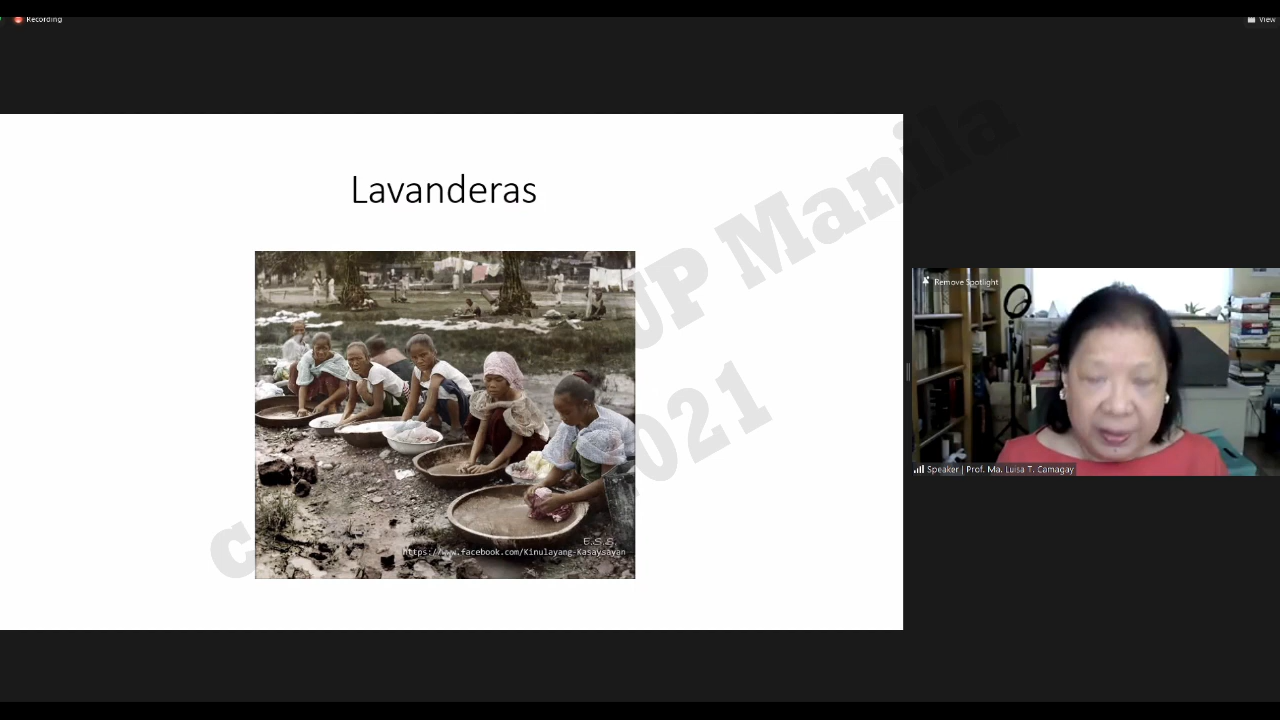 Recording
View
Lavanderas
UP Manila
2021
E.S.S.
https://www.facebook.com/Kinulayang-Kasaysayan
Remove Spotlight
Speaker | Prof. Ma. Luisa T. Camagay